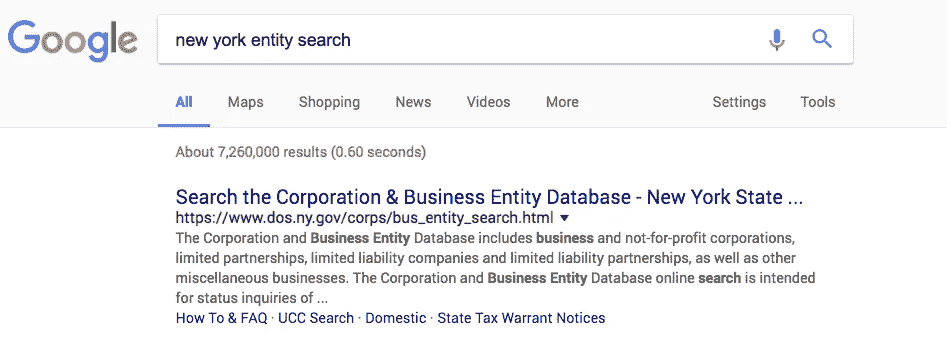 Google new york entity search
All Maps Shopping News Videos More Settings Tools
About 7,260,000 results (0.60 seconds)
Search the Corporation & Business Entity Database - New York State ...
https://www.dos.ny.gov/corps/bus_entity_search.html
The Corporation and Business Entity Database includes business and not-for-profit corporations,
limited partnerships, limited liability companies and limited liability partnerships, as well as other
miscellaneous businesses. The Corporation and Business Entity Database online search is intended
for status inquiries of ...
How To & FAQ · UCC Search · Domestic · State Tax Warrant Notices